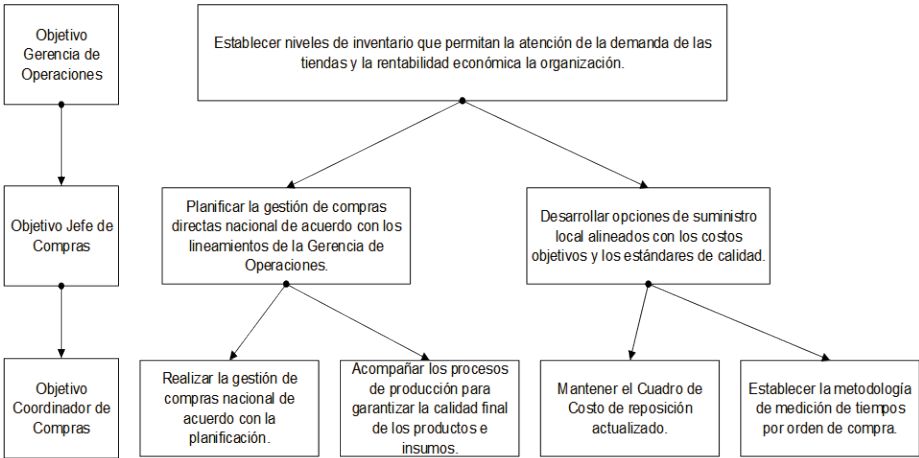 Objetivo
Gerencia de
Operaciones
Establecer niveles de inventario que permitan la atención de la demanda de las
tiendas y la rentabilidad económica la organización.
Objetivo Jefe de
Compras
Planificar la gestión de compras
directas nacional de acuerdo con los
lineamientos de la Gerencia de
Operaciones.
Desarrollar opciones de suministro
local alineados con los costos
objetivos y los estándares de calidad.
Objetivo
Coordinador de
Compras
Realizar la gestión de
compras nacional de
acuerdo con la
planificación.
Acompañar los procesos
de producción para
garantizar la calidad final
de los productos e
insumos.
Mantener el Cuadro de
Costo de reposición
actualizado.
Establecer la metodología
de medición de tiempos
por orden de compra.